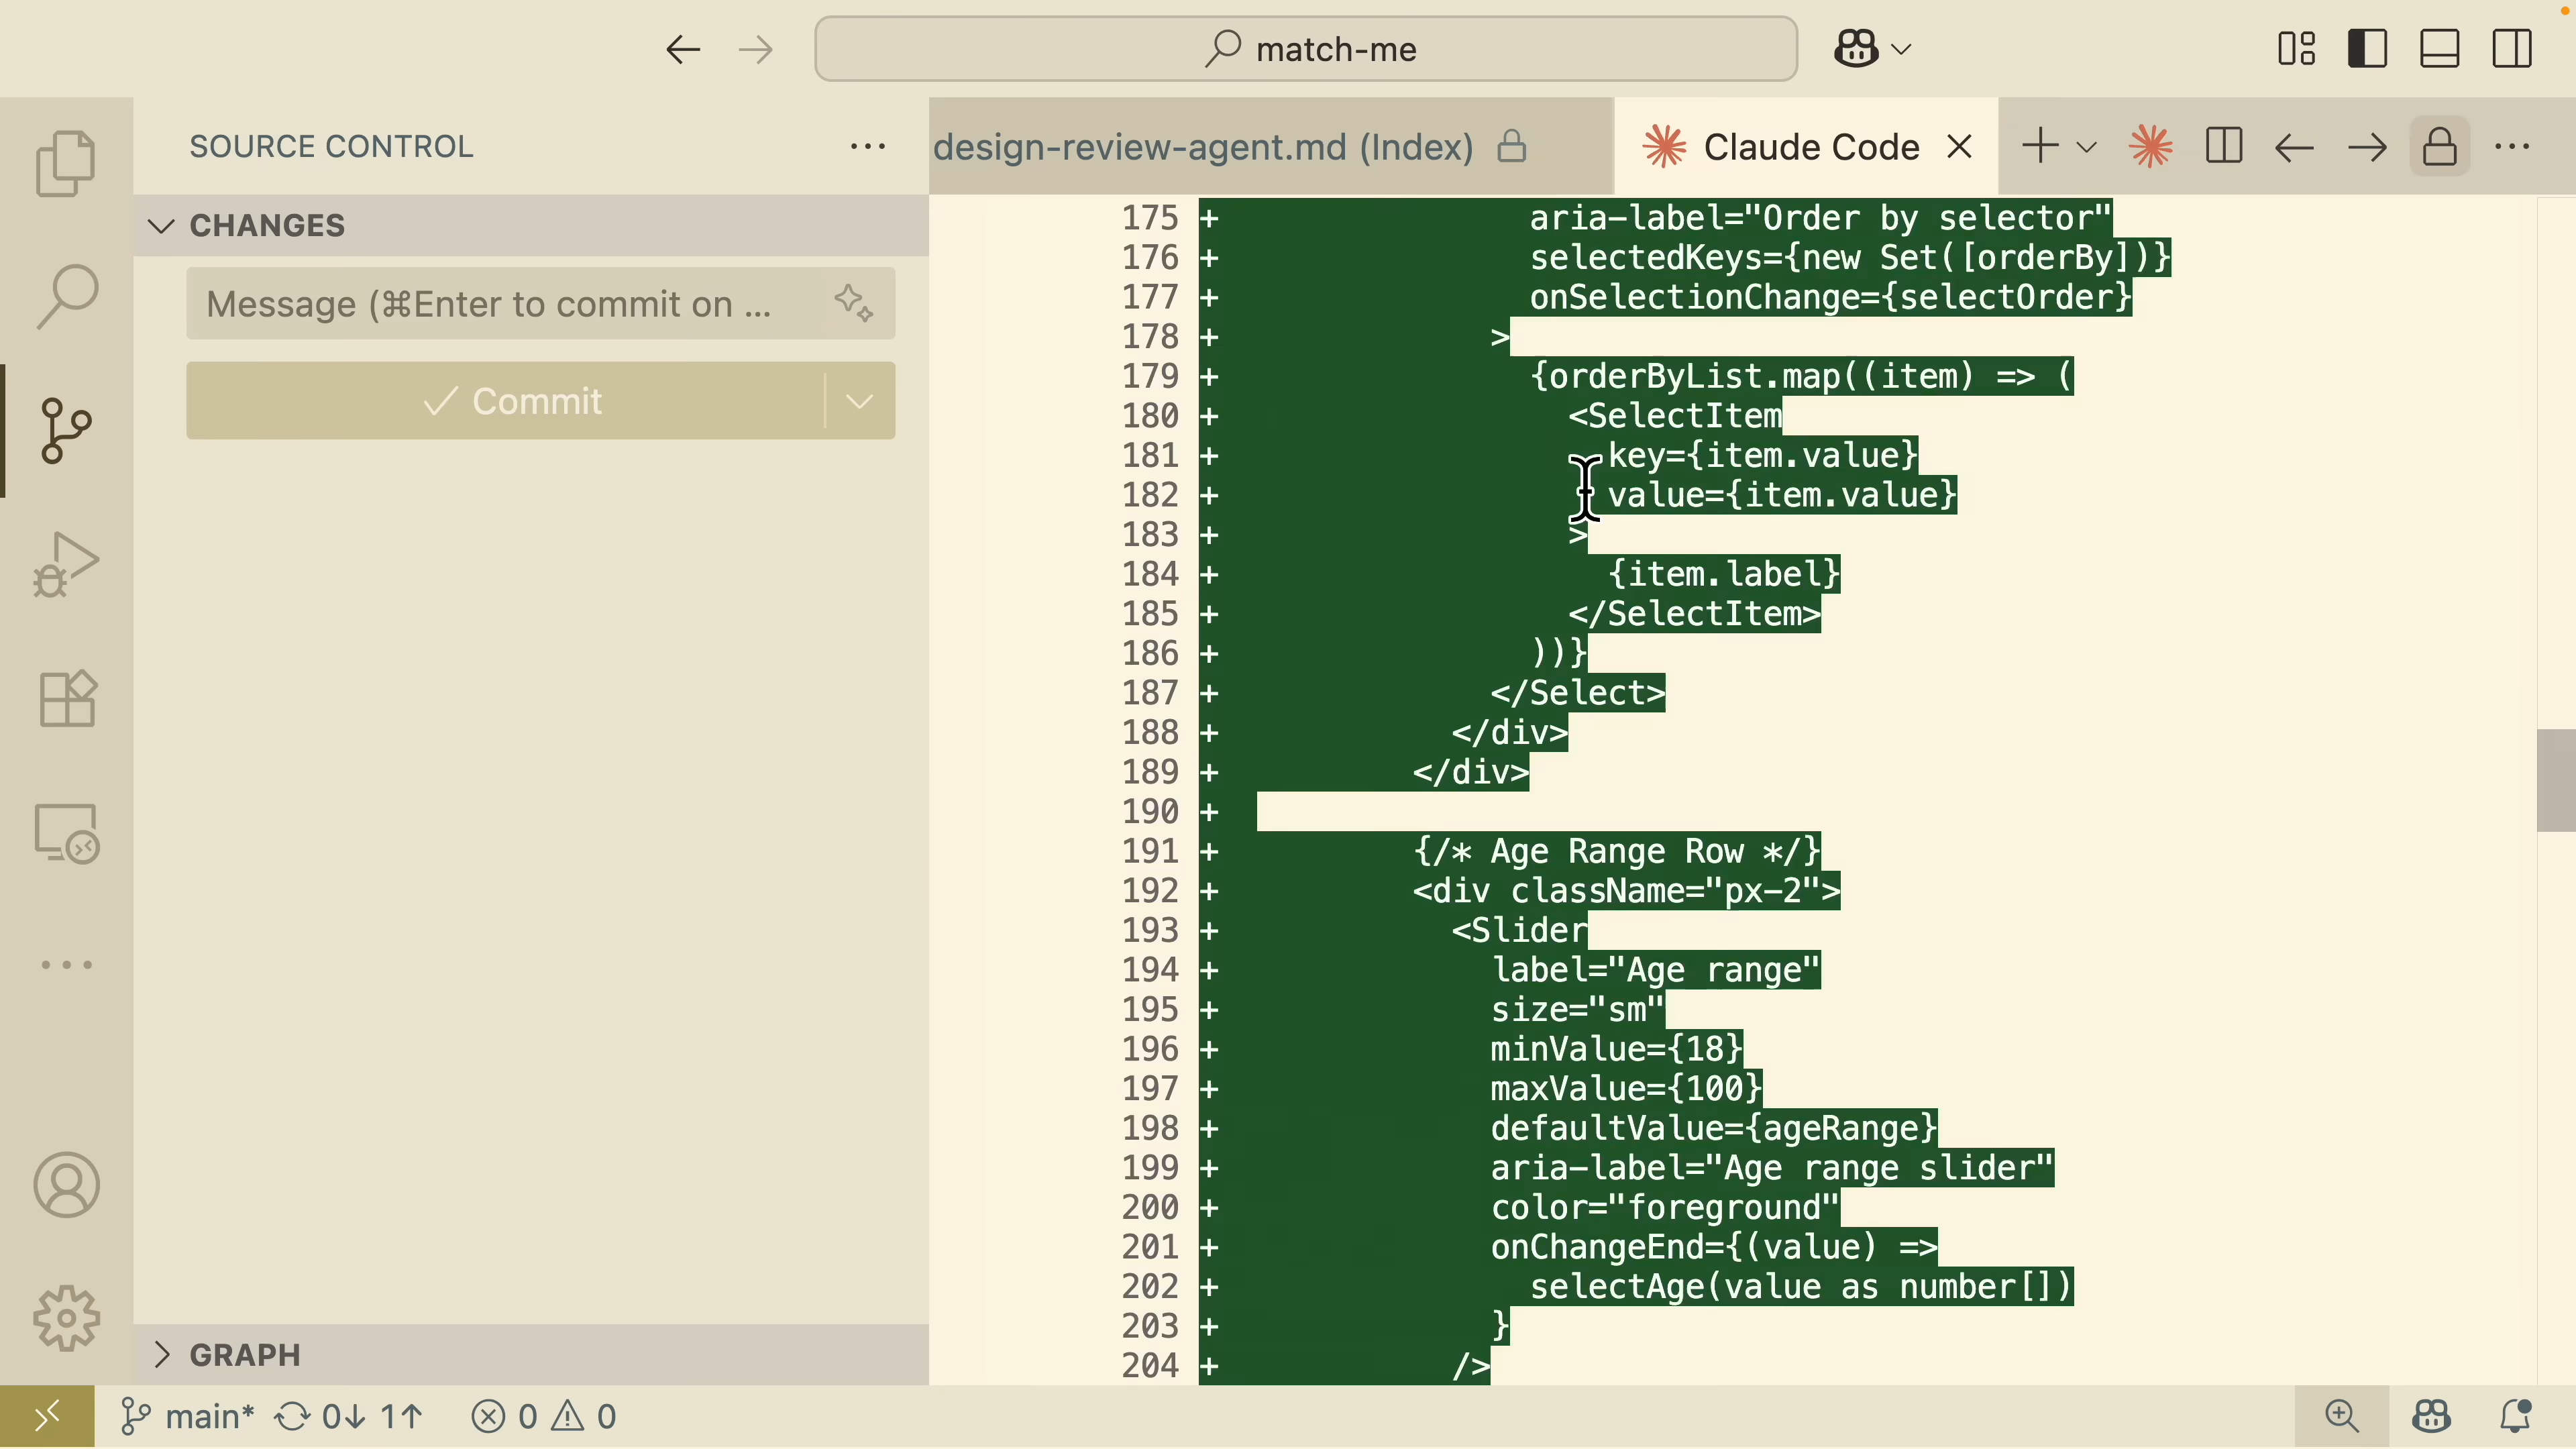 match-me
SOURCE CONTROL
design-review-agent.md (Index)
Claude Code
CHANGES
Message (⌘Enter to commit on ...
Commit
GRAPH
175 + aria-label="Order by selector"
176 + selectedKeys={new Set([orderBy])}
177 + onSelectionChange={selectOrder}
178 + >
179 + {orderByList.map((item) => (
180 + <SelectItem
181 + key={item.value}
182 + value={item.value}
183 + >
184 + {item.label}
185 + </SelectItem>
186 + ))}
187 + </Select>
188 + </div>
189 + </div>
190 +
191 + {/* Age Range Row */}
192 + <div className="px-2">
193 + <Slider
194 + label="Age range"
195 + size="sm"
196 + minValue={18}
197 + maxValue={100}
198 + defaultValue={ageRange}
199 + aria-label="Age range slider"
200 + color="foreground"
201 + onChangeEnd={(value) =>
202 + selectAge(value as number[])
203 + }
204 + />
main* 0↓ 1↑ 0 0